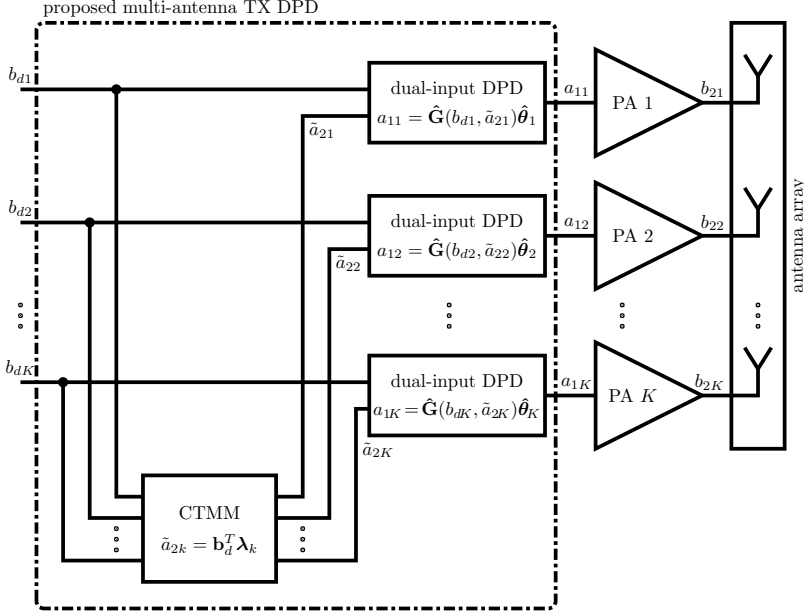 proposed multi-antenna TX DPD
b_{d1}
dual-input DPD
a_{11} = Ĝ(b_{d1}, ã_{21})θ̂_1
ã_{21}
a_{11}
PA 1
b_{21}
b_{d2}
dual-input DPD
a_{12} = Ĝ(b_{d2}, ã_{22})θ̂_2
ã_{22}
a_{12}
PA 2
b_{22}
antenna array
b_{dK}
dual-input DPD
a_{1K} = Ĝ(b_{dK}, ã_{2K})θ̂_K
ã_{2K}
a_{1K}
PA K
b_{2K}
CTMM
ã_{2k} = b_d^T λ_k